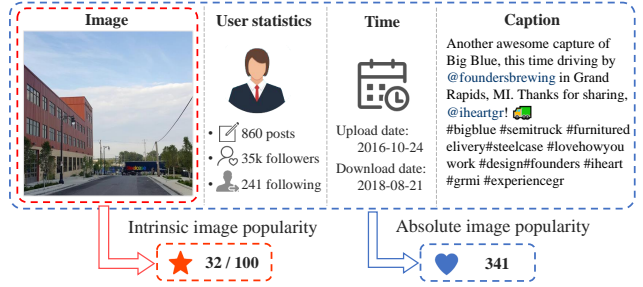 Image
User statistics
Time
Caption
860 posts
35k followers
241 following
Upload date:
2016-10-24
Download date:
2018-08-21
Another awesome capture of
Big Blue, this time driving by
@foundersbrewing in Grand
Rapids, MI. Thanks for sharing,
@iheartgr!
#bigblue #semitruck #furnitured
elivery#steelcase #lovehowyou
work #design#founders #iheart
#grmi #experiencegr
Intrinsic image popularity
32 / 100
Absolute image popularity
341